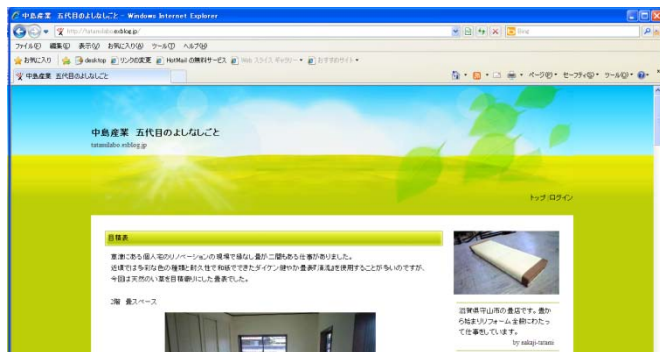 中島産業 五代目のよしなしごと - Windows Internet Explorer
http://tatamilabo.exblog.jp/
Bing
ファイル(F) 編集(E) 表示(V) お気に入り(A) ツール(T) ヘルプ(H)
お気に入り desktop リンクの変更 HotMail の無料サービス Web スライス ギャラリー おすすめサイト
中島産業 五代目のよしなしごと
ページ(P) セーフティ(S) ツール(O)
中島産業 五代目のよしなしごと
tatamilabo.exblog.jp
トップ ログイン
目積表
草津にある個人宅のリノベーションの現場で縁なし畳が二間もある仕事がありました。
近頃では多彩な色の種類と耐久性で和紙でできたダイケン健やか畳表『清流』を使用することが多いのですが、
今回は天然のい草を目積織りにした畳表でした。
2階 畳スペース
滋賀県守山市の畳店です。畳か
ら始まりリフォーム全般にわたっ
て仕事をしています。
by nakaji-tatami